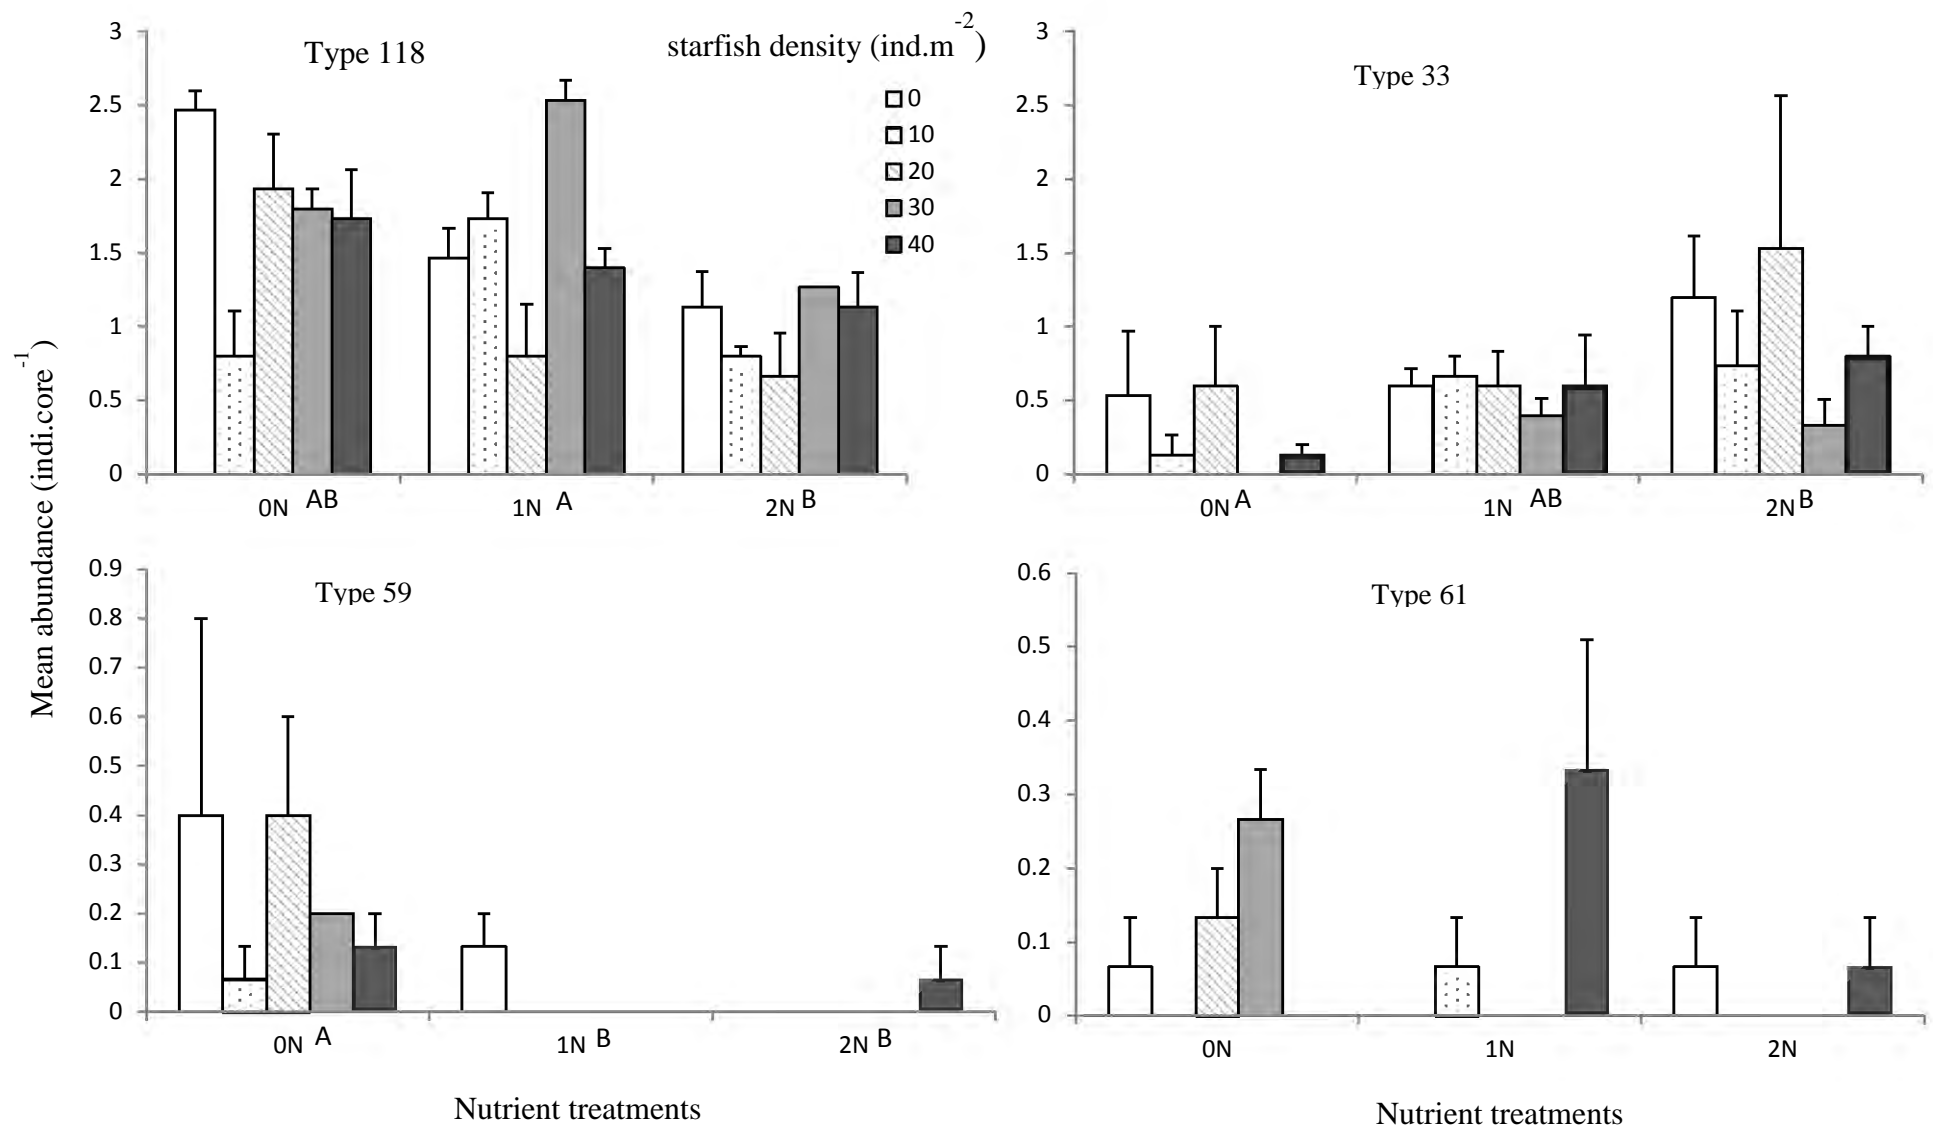 Mean abundance (indi.core-1)
Type 118
starfish density (ind.m-2)
0
10
20
30
40
3
2.5
2
1.5
1
0.5
0
0N AB
1N A
2N B
Type 33
3
2.5
2
1.5
1
0.5
0
0N A
1N AB
2N B
Type 59
0.9
0.8
0.7
0.6
0.5
0.4
0.3
0.2
0.1
0
0N A
1N B
2N B
Nutrient treatments
Type 61
0.6
0.5
0.4
0.3
0.2
0.1
0
0N
1N
2N
Nutrient treatments